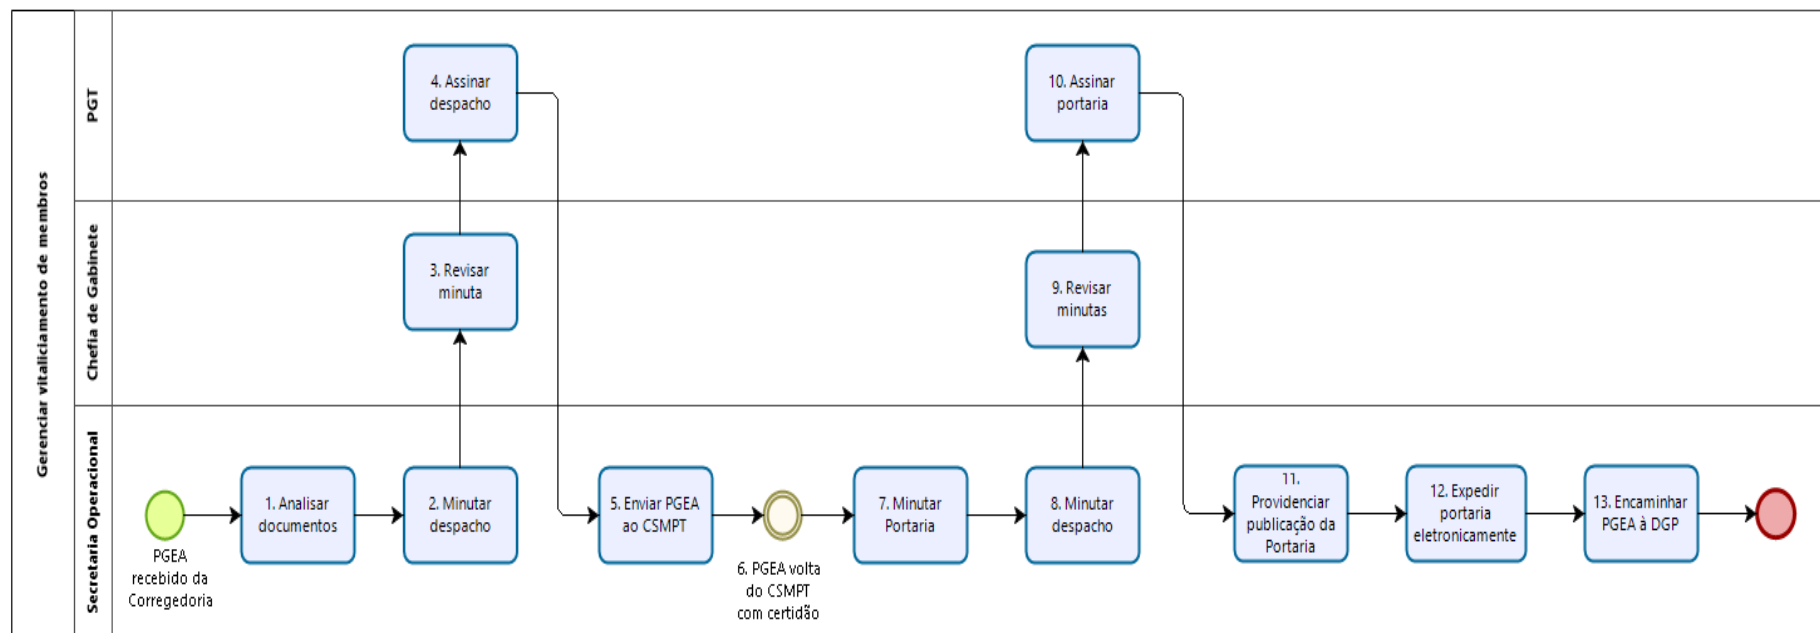 Gerenciar vitaliciamento de membros
PGT
4. Assinar
despacho
10. Assinar
portaria
Chefia de Gabinete
3. Revisar
minuta
9. Revisar
minutas
Secretaria Operacional
PGEA
recebido da
Corregedoria
1. Analisar
documentos
2. Minutar
despacho
5. Enviar PGEA
ao CSMPT
6. PGEA volta
do CSMPT
com certidão
7. Minutar
Portaria
8. Minutar
despacho
11.
Providenciar
publicação da
Portaria
12. Expedir
portaria
eletronicamente
13. Encaminhar
PGEA à DGP